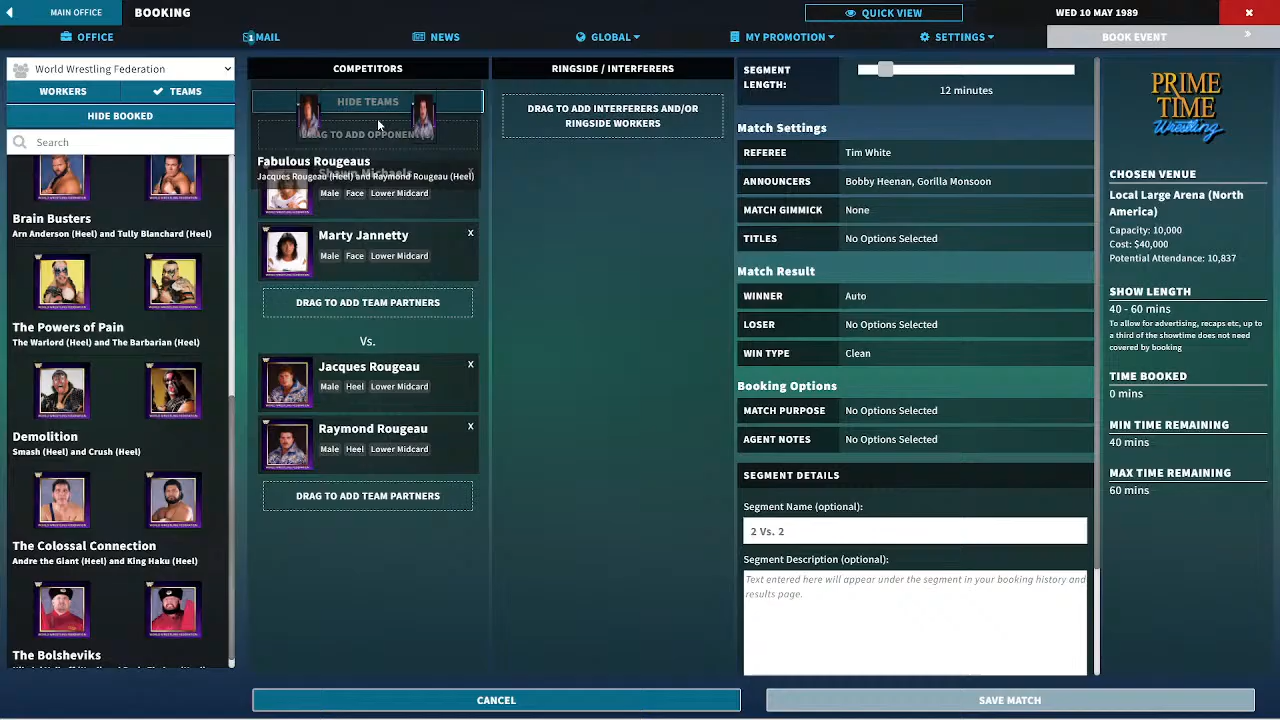 MAIN OFFICE
BOOKING
QUICK VIEW
WED 10 MAY 1989
OFFICE
MAIL
NEWS
GLOBAL
MY PROMOTION
SETTINGS
BOOK EVENT
World Wrestling Federation
WORKERS
TEAMS
HIDE BOOKED
Search
Brain Busters
Arn Anderson (Heel) and Tully Blanchard (Heel)
The Powers of Pain
The Warlord (Heel) and The Barbarian (Heel)
Demolition
Smash (Heel) and Crush (Heel)
The Colossal Connection
Andre the Giant (Heel) and King Haku (Heel)
The Bolsheviks
COMPETITORS
HIDE TEAMS
DRAG TO ADD OPPONENT
Fabulous Rougeaus
Jacques Rougeau (Heel) and Raymond Rougeau (Heel)
Shawn Michaels
Male Face Lower Midcard
Marty Jannetty
X
Male Face Lower Midcard
DRAG TO ADD TEAM PARTNERS
Vs.
Jacques Rougeau
X
Male Heel Lower Midcard
Raymond Rougeau
X
Male Heel Lower Midcard
DRAG TO ADD TEAM PARTNERS
RINGSIDE / INTERFERERS
DRAG TO ADD INTERFERERS AND/OR
RINGSIDE WORKERS
SEGMENT
LENGTH:
12 minutes
Match Settings
REFEREE Tim White
ANNOUNCERS Bobby Heenan, Gorilla Monsoon
MATCH GIMMICK None
TITLES No Options Selected
Match Result
WINNER Auto
LOSER No Options Selected
WIN TYPE Clean
Booking Options
MATCH PURPOSE No Options Selected
AGENT NOTES No Options Selected
SEGMENT DETAILS
Segment Name (optional):
2 Vs. 2
Segment Description (optional):
Text entered here will appear under the segment in your booking history and
results page.
PRIME
TIME
Wrestling
CHOSEN VENUE
Local Large Arena (North
America)
Capacity: 10,000
Cost: $40,000
Potential Attendance: 10,837
SHOW LENGTH
40 - 60 mins
To allow for advertising, recaps etc, up
to a third of the showtime does not need
covered by booking
TIME BOOKED
0 mins
MIN TIME REMAINING
40 mins
MAX TIME REMAINING
60 mins
CANCEL
SAVE MATCH